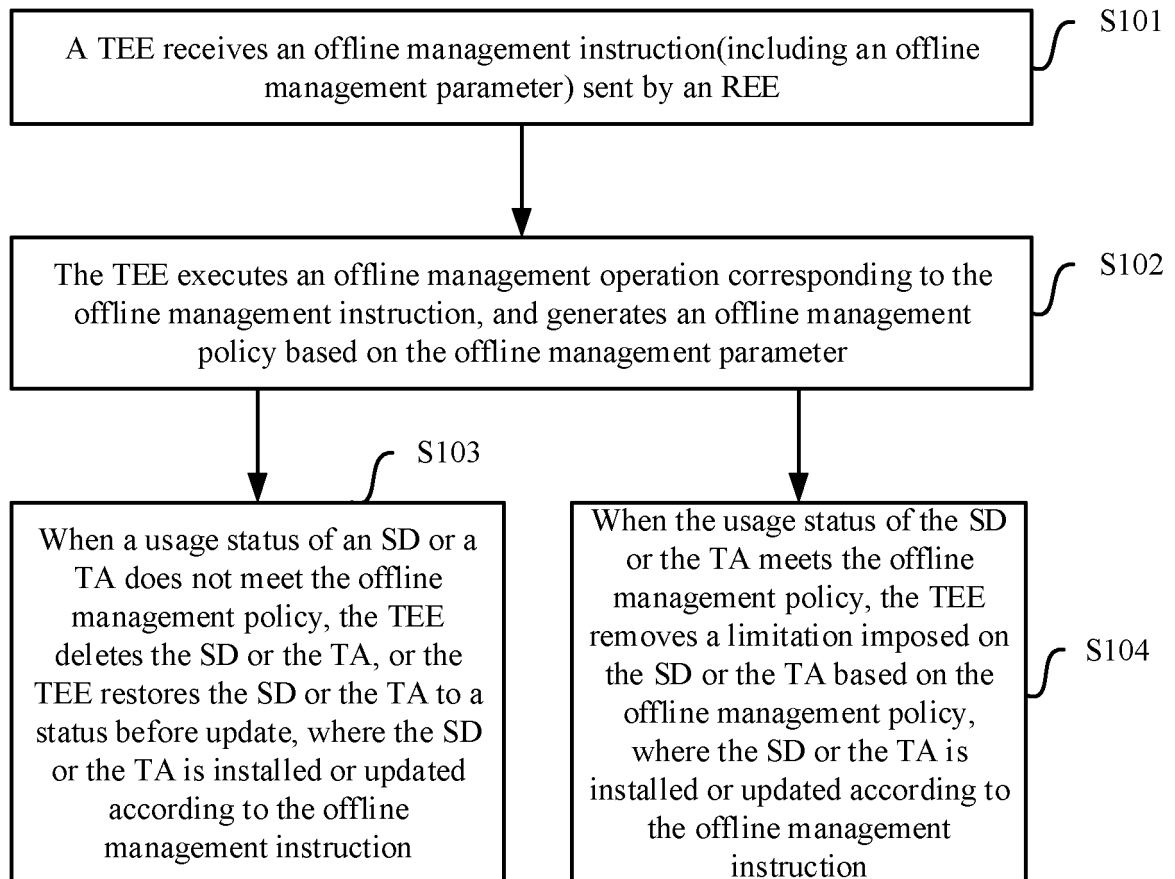 S101
A TEE receives an offline management instruction(including an offline
management parameter) sent by an REE
S102
The TEE executes an offline management operation corresponding to the
offline management instruction, and generates an offline management
policy based on the offline management parameter
S103
When a usage status of an SD or a
TA does not meet the offline
management policy, the TEE
deletes the SD or the TA, or the
TEE restores the SD or the TA to a
status before update, where the SD
or the TA is installed or updated
according to the offline
management instruction
When the usage status of the SD
or the TA meets the offline
management policy, the TEE
removes a limitation imposed on
the SD or the TA based on the
offline management policy,
where the SD or the TA is
installed or updated according to
the offline management
instruction
S104